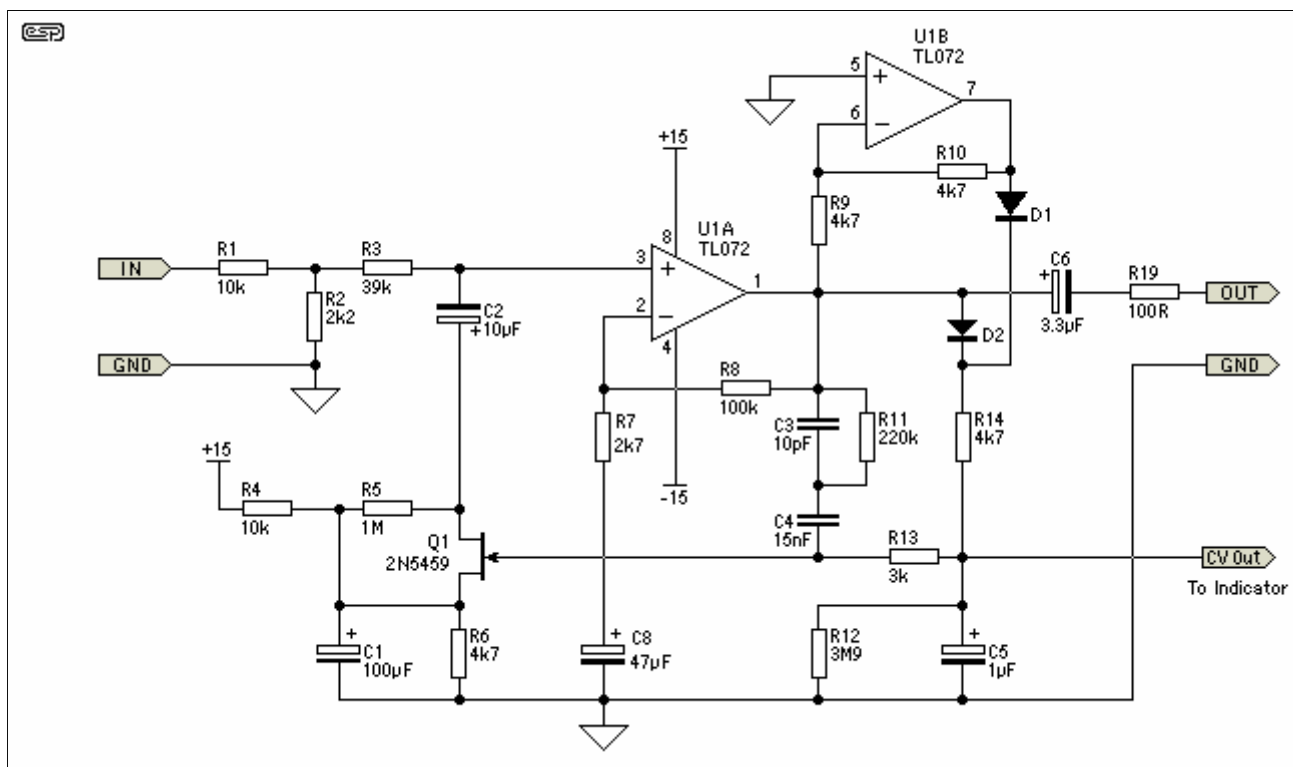 esp
U1B
TL072
5
+
7
6
−
+15
R10
4k7
R9
4k7
D1
U1A
TL072
8
R1
R3
C6
IN
3
+
1
+
R19
OUT
10k
39k
R2
2k2
C2
+10µF
2
−
4
3.3µF
100R
D2
GND
R8
100k
GND
R7
2k7
C3
10pF
R11
220k
R14
4k7
+15
R4
10k
R5
1M
-15
Q1
2N5459
C4
15nF
R13
3k
CV Out
To Indicator
+
C1
100µF
R6
4k7
+
C8
47µF
R12
3M9
+
C5
1µF